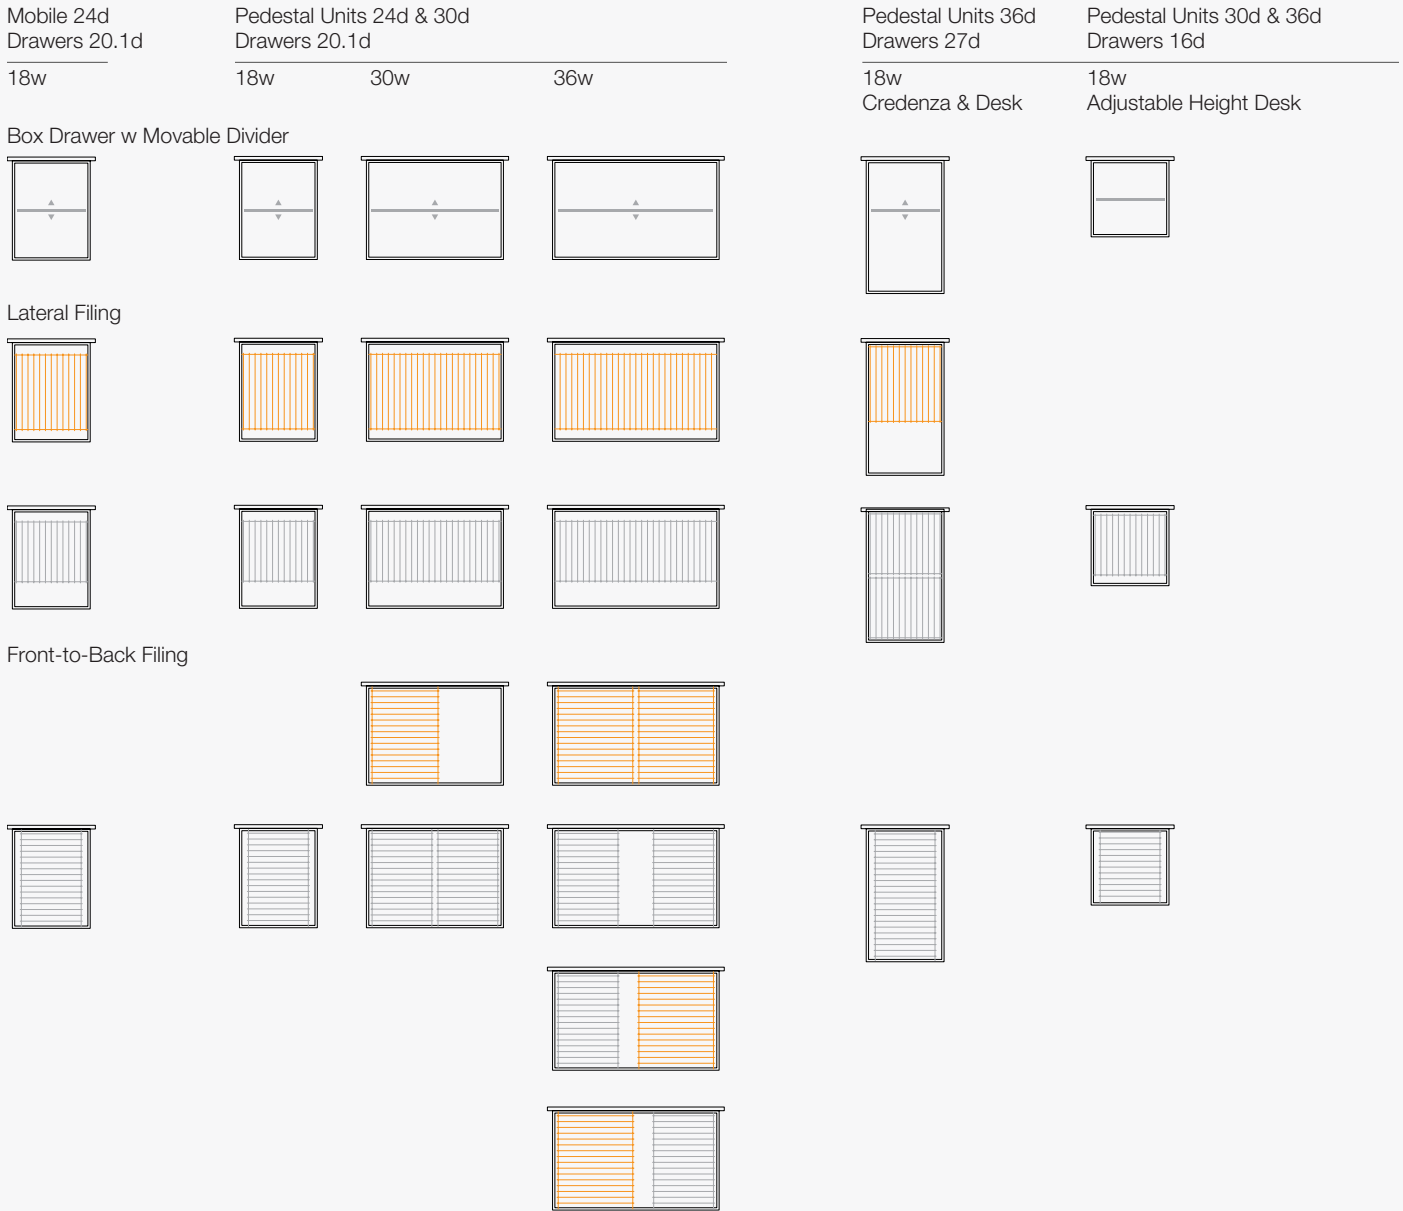 Mobile 24d
Drawers 20.1d
18w
Pedestal Units 24d & 30d
Drawers 20.1d
18w 30w 36w
Pedestal Units 36d
Drawers 27d
18w
Credenza & Desk
Pedestal Units 30d & 36d
Drawers 16d
18w
Adjustable Height Desk
Box Drawer w Movable Divider
Lateral Filing
Front-to-Back Filing